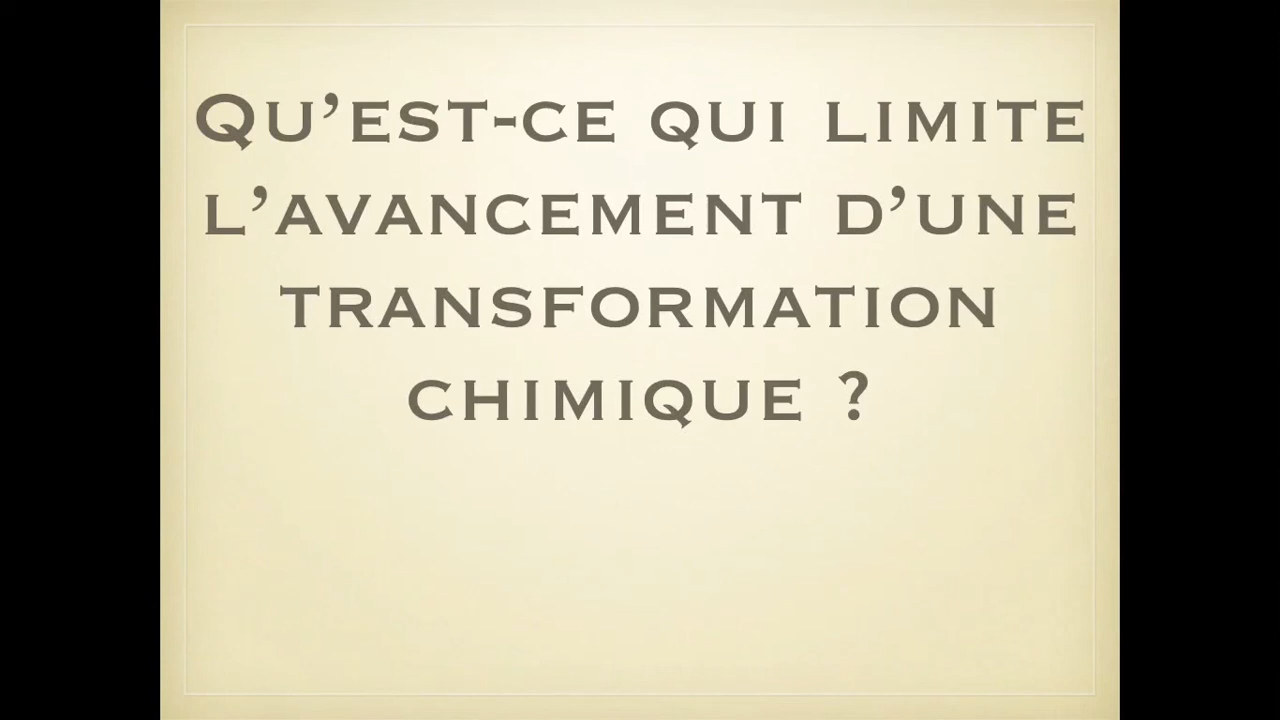 Qu’est-ce qui limite
l’avancement d’une
transformation
chimique ?